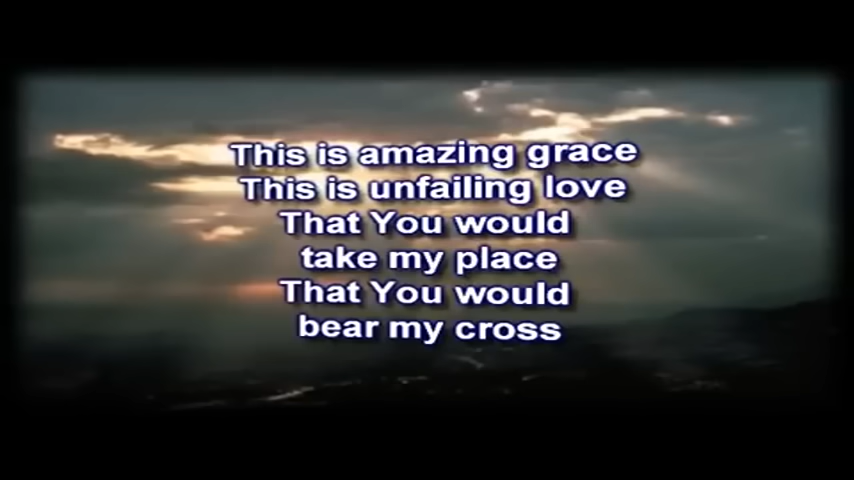 This is amazing grace
This is unfailing love
That You would
take my place
That You would
bear my cross